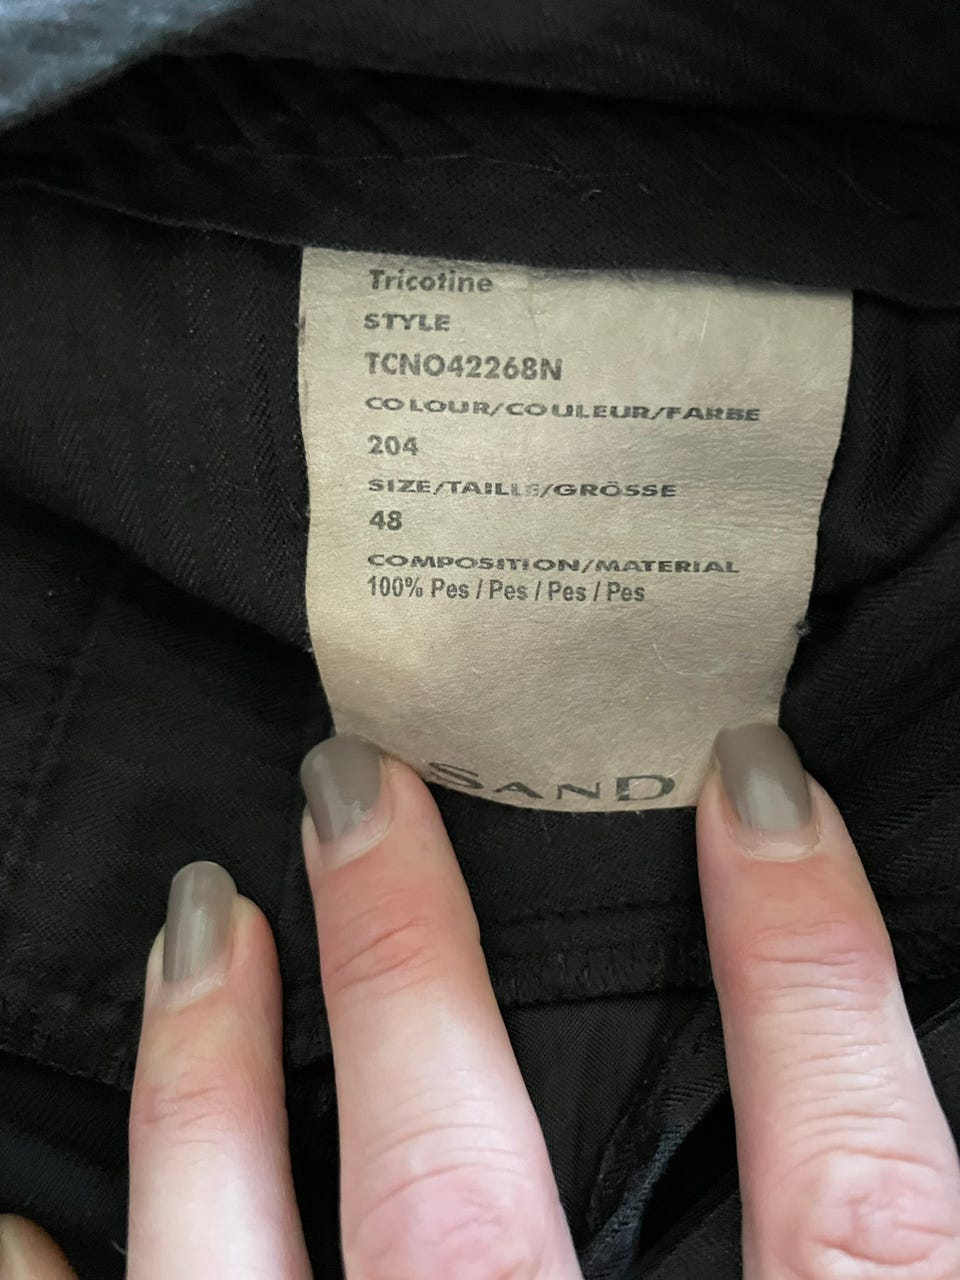 Tricotine
STYLE
TCNO42268N
COLOUR/COULEUR/FARBE
204
SIZE/TAILLE/GRÖSSE
48
COMPOSITION/MATERIAL
100% Pes / Pes / Pes / Pes
SAND